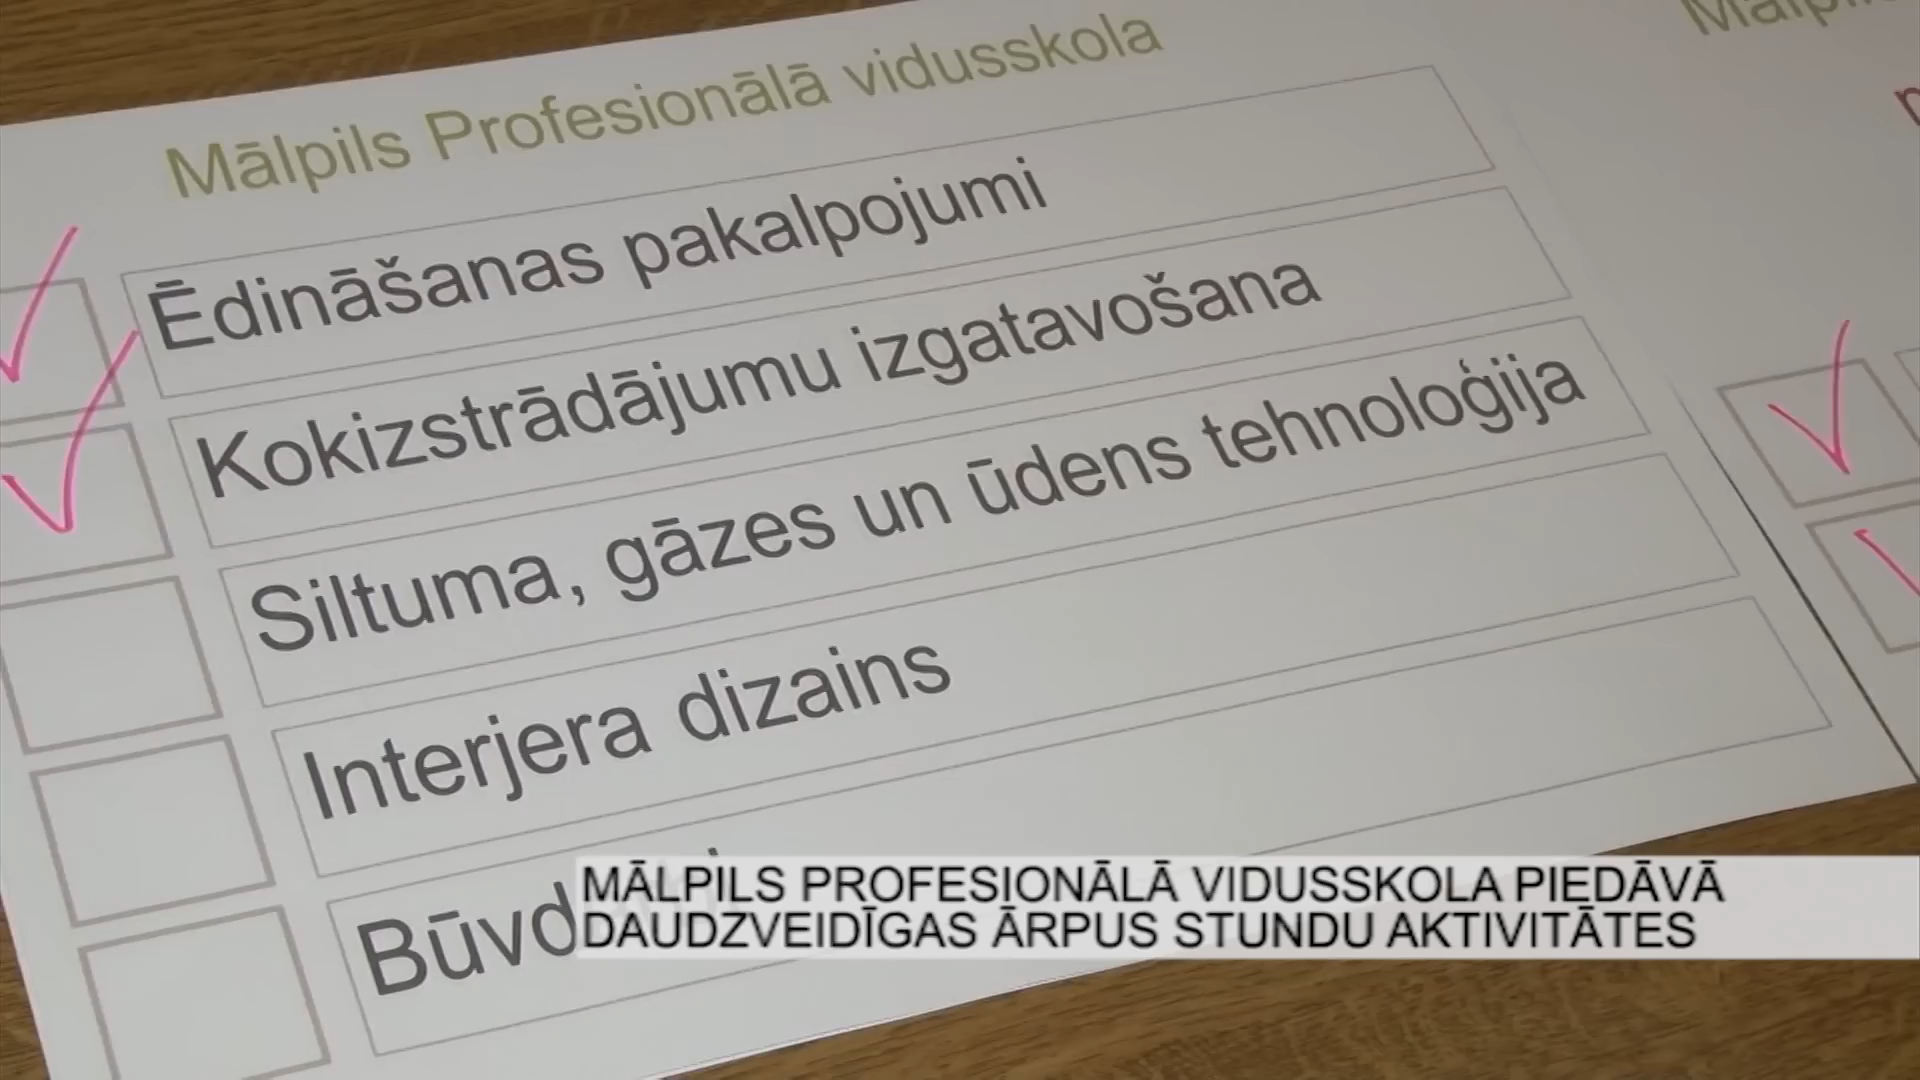 Mālpils Profesionālā vidusskola
Ēdināšanas pakalpojumi
Kokizstrādājumu izgatavošana
Siltuma, gāzes un ūdens tehnoloģija
Interjera dizains
MĀLPILS PROFESIONĀLĀ VIDUSSKOLA PIEDĀVĀ
DAUDZVEIDĪGAS ĀRPUS STUNDU AKTIVITĀTES